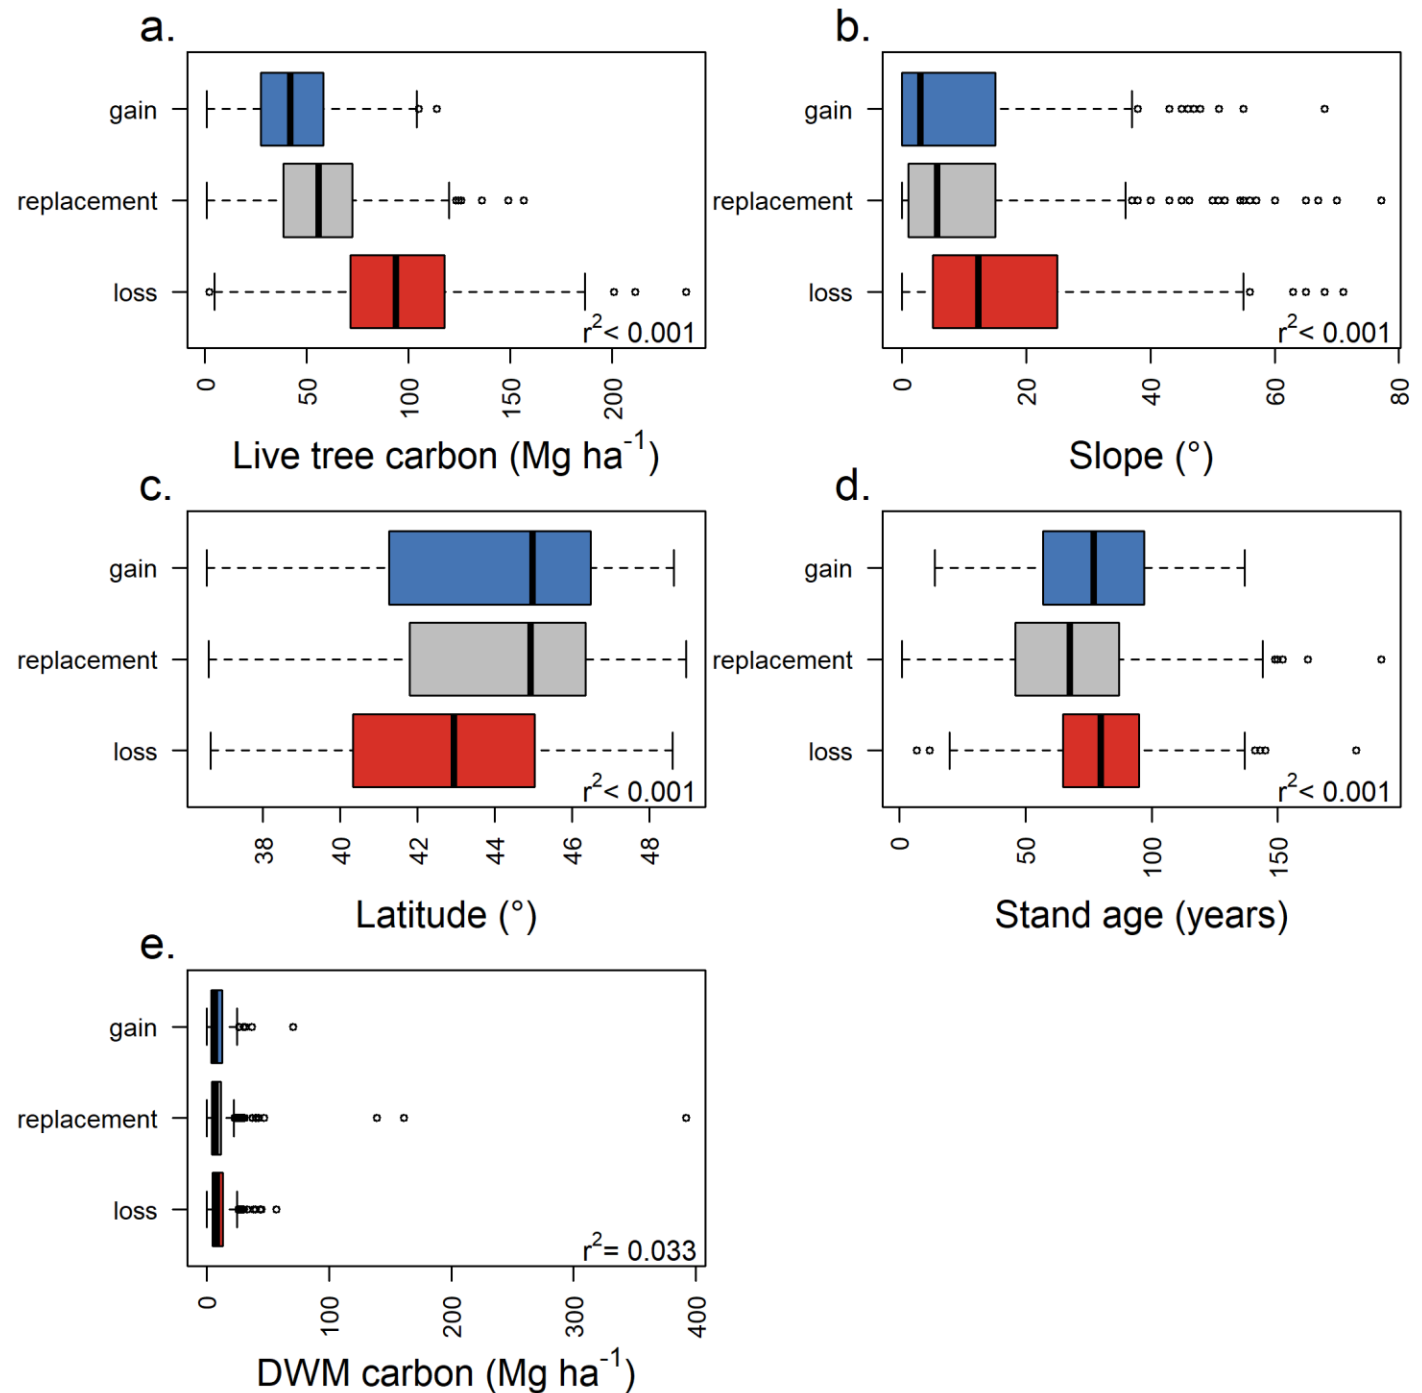 a.
gain
replacement
loss
r²< 0.001
0 50 100 150 200
Live tree carbon (Mg ha⁻¹)
b.
gain
replacement
loss
r²< 0.001
0 20 40 60 80
Slope (°)
c.
gain
replacement
loss
r²< 0.001
38 40 42 44 46 48
Latitude (°)
d.
gain
replacement
loss
r²< 0.001
0 50 100 150
Stand age (years)
e.
gain
replacement
loss
r²= 0.033
0 100 200 300 400
DWM carbon (Mg ha⁻¹)